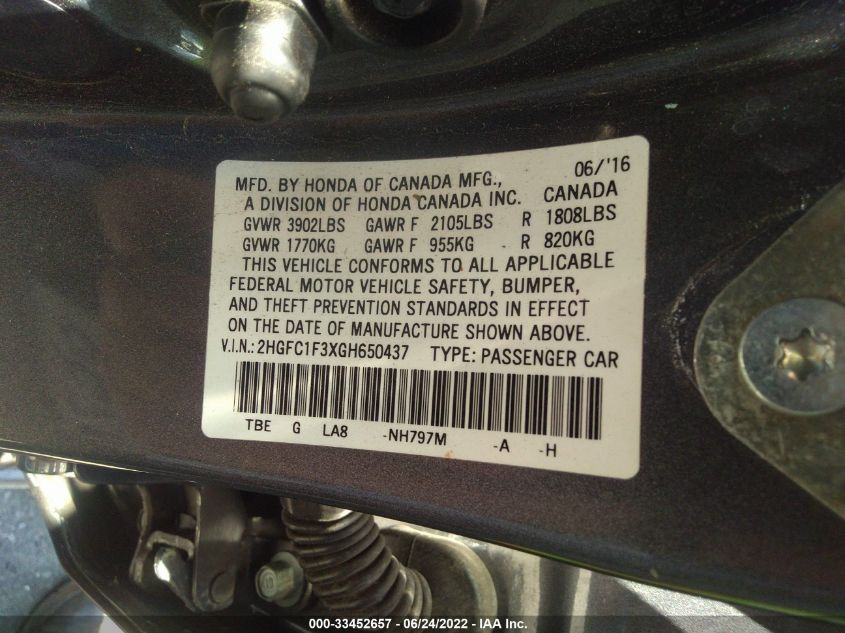 06/'16
MFD. BY HONDA OF CANADA MFG.,
A DIVISION OF HONDA CANADA INC. CANADA
GVWR 3902LBS GAWR F 2105LBS R 1808LBS
GVWR 1770KG GAWR F 955KG R 820KG
THIS VEHICLE CONFORMS TO ALL APPLICABLE
FEDERAL MOTOR VEHICLE SAFETY, BUMPER,
AND THEFT PREVENTION STANDARDS IN EFFECT
ON THE DATE OF MANUFACTURE SHOWN ABOVE.
V.I.N.: 2HGFC1F3XGH650437 TYPE: PASSENGER CAR
TBE G LA8 -NH797M -A -H
000-33452657 - 06/24/2022 - IAA Inc.